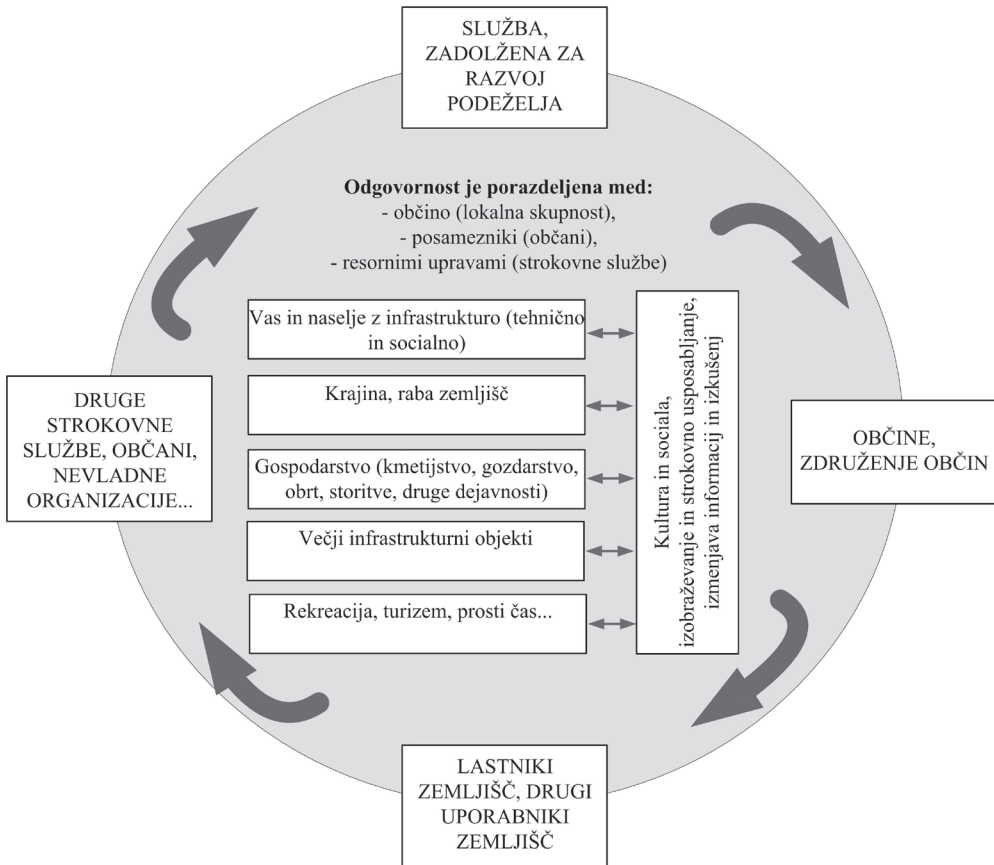 SLUŽBA,
ZADOLŽENA ZA
RAZVOJ
PODEŽELJA
Odgovornost je porazdeljena med:
- občino (lokalna skupnost),
- posamezniki (občani),
- resornimi upravami (strokovne službe)
Vas in naselje z infrastrukturo (tehnično
in socialno)
Krajina, raba zemljišč
Gospodarstvo (kmetijstvo, gozdarstvo,
obrt, storitve, druge dejavnosti)
Večji infrastrukturni objekti
Rekreacija, turizem, prosti čas...
Kultura in sociala,
izobraževanje in strokovno usposabljanje,
izmenjava informacij in izkušenj
DRUGE
STROKOVNE
SLUŽBE, OBČANI,
NEVLADNE
ORGANIZACIJE...
OBČINE,
ZDRUŽENJE OBČIN
LASTNIKI
ZEMLJIŠČ, DRUGI
UPORABNIKI
ZEMLJIŠČ